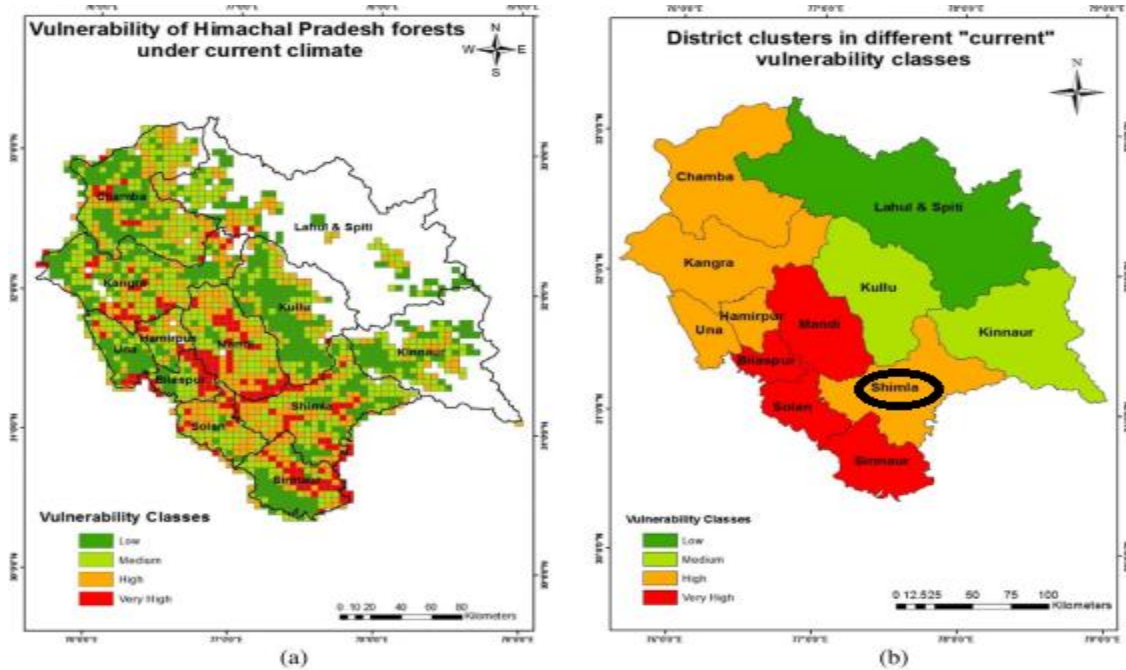 Vulnerability of Himachal Pradesh forests
under current climate
N
W E
S
Chamba
Lahul & Spiti
Kangra
Kullu
Hamirpur
Mandi
Una
Kinnaur
Bilaspur
Shimla
Solan
Sirmaur
Vulnerability Classes
Low
Medium
High
Very High
0 10 20 40 60 80
Kilometers
(a)
District clusters in different "current"
vulnerability classes
N
Chamba
Lahul & Spiti
Kangra
Kullu
Hamirpur
Una
Mandi
Kinnaur
Bilaspur
Shimla
Solan
Sirmaur
Vulnerability Classes
Low
Medium
High
Very High
0 12.525 50 75 100
Kilometers
(b)